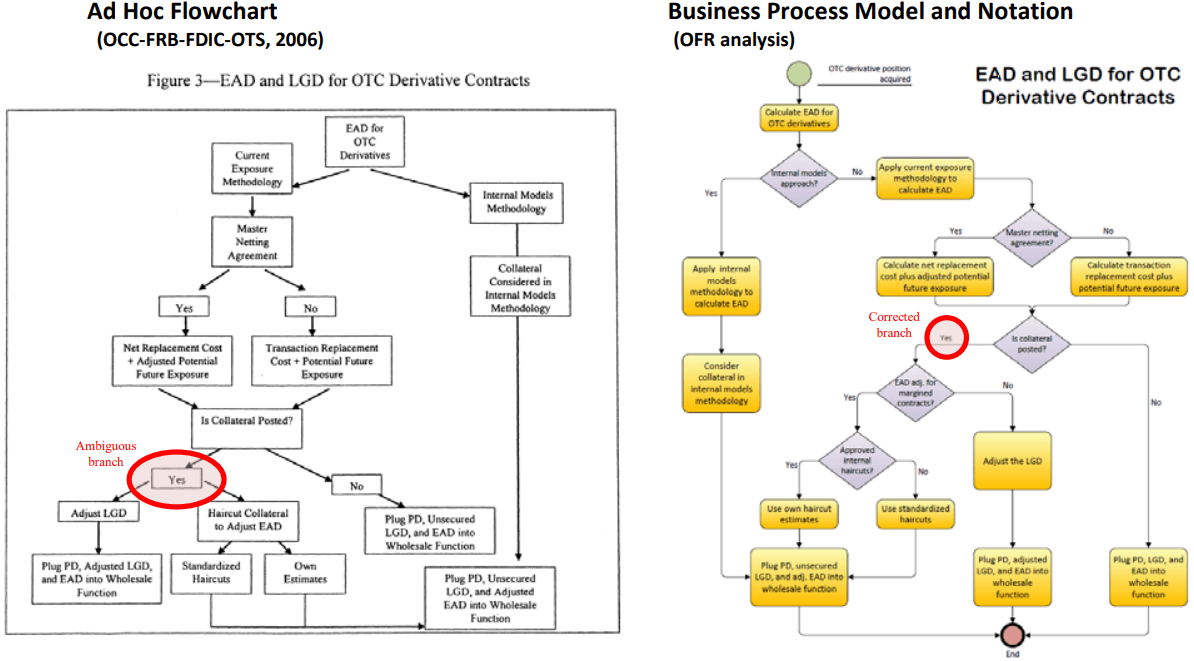 Ad Hoc Flowchart
(OCC-FRB-FDIC-OTS, 2006)
Figure 3—EAD and LGD for OTC Derivative Contracts
EAD for
OTC
Derivatives
Current
Exposure
Methodology
Internal Models
Methodology
Master
Netting
Agreement
Collateral
Considered in
Internal Models
Methodology
Yes
No
Net Replacement Cost
+ Adjusted Potential
Future Exposure
Transaction Replacement
Cost + Potential Future
Exposure
Is Collateral Posted?
Ambiguous
branch
Yes
No
Adjust LGD
Haircut Collateral
to Adjust EAD
Plug PD, Unsecured
LGD, and EAD into
Wholesale Function
Plug PD, Adjusted LGD,
and EAD into Wholesale
Function
Standardized
Haircuts
Own
Estimates
Plug PD, Unsecured
LGD, and Adjusted
EAD into Wholesale
Function
Business Process Model and Notation
(OFR analysis)
EAD and LGD for OTC
Derivative Contracts
OTC derivative position
acquired
Calculate EAD for
OTC derivatives
Internal models
approach?
No
Yes
Apply current exposure
methodology to
calculate EAD
Master netting
agreement?
Yes
No
Apply internal
models
methodology to
calculate EAD
Calculate net replacement
cost plus adjusted potential
future exposure
Calculate transaction
replacement cost plus
potential future exposure
Corrected
branch
Yes
Is collateral
posted?
No
Consider
collateral in
internal models
methodology
EAD adj. for
margined
contracts?
Yes
No
Approved
internal
haircuts?
Yes
No
Adjust the LGD
Use own haircut
estimates
Use standardized
haircuts
Plug PD, unsecured
LGD, and adj. EAD into
wholesale function
Plug PD, adjusted
LGD, and EAD into
wholesale
function
Plug PD, LGD, and
EAD into
wholesale
function
End